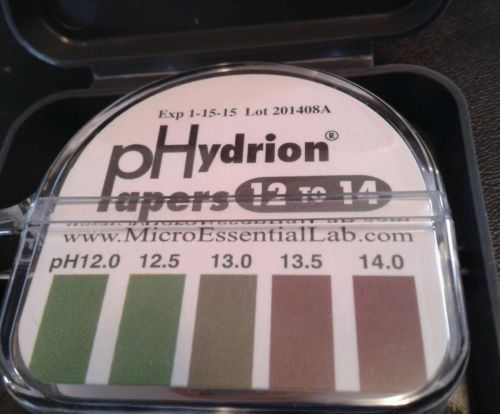 Exp 1-15-15 Lot 201408A
pHydrion®
Papers 12 TO 14
www.MicroEssentialLab.com
pH12.0 12.5 13.0 13.5 14.0